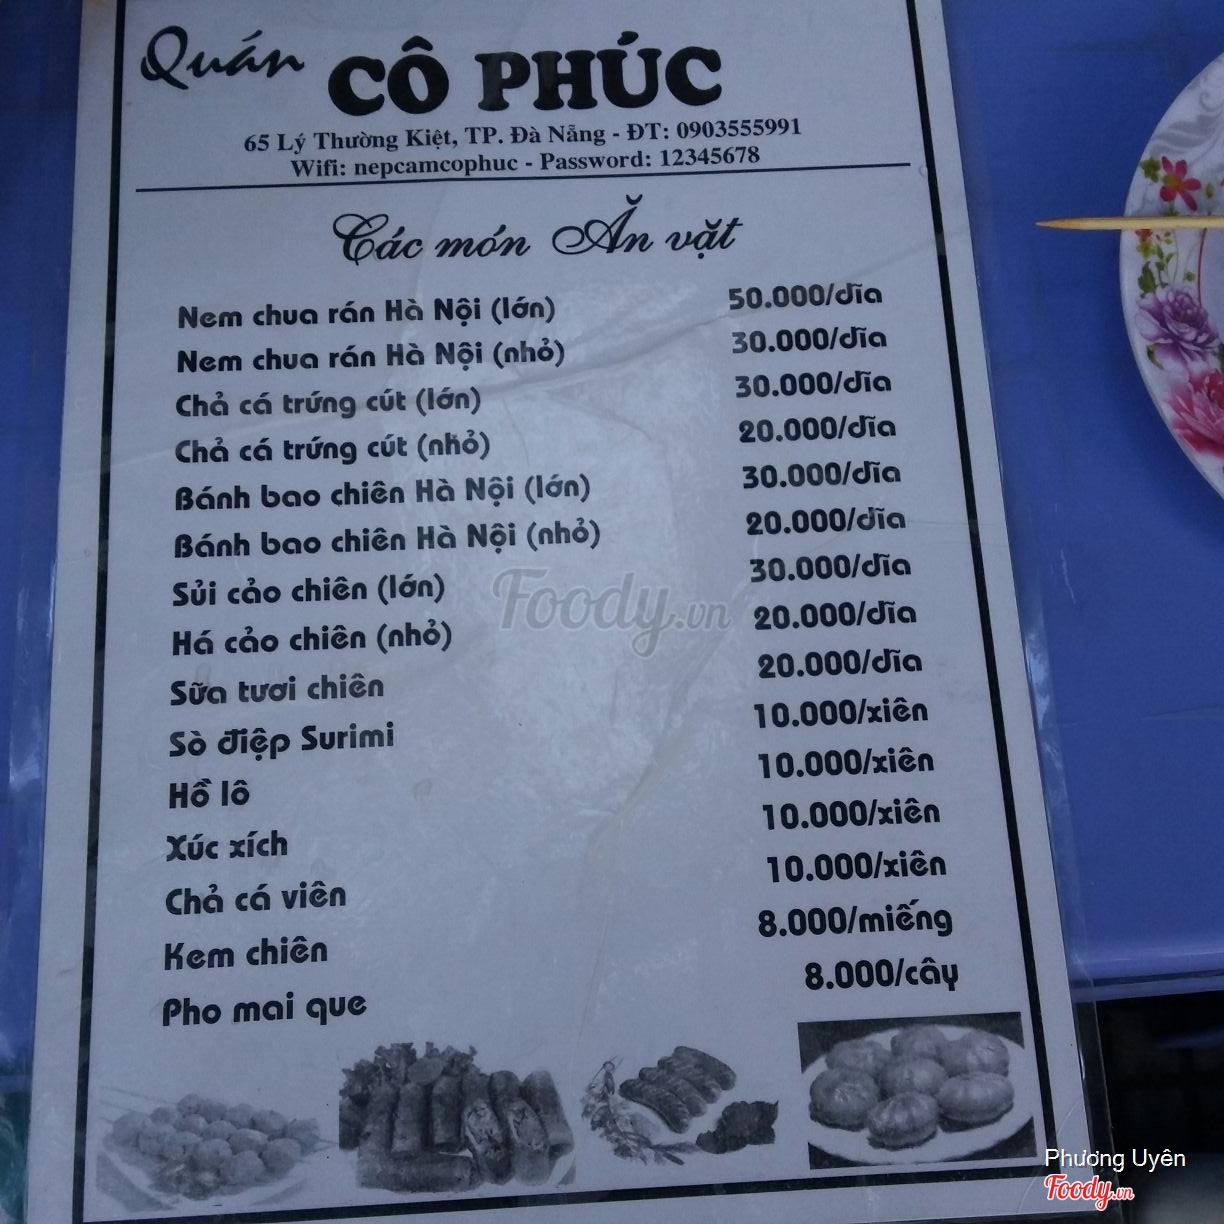 Quán CÔ PHÚC
65 Lý Thường Kiệt, TP. Đà Nẵng - ĐT: 0903555991
Wifi: nepcamcophuc - Password: 12345678
Các món Ăn vặt
Nem chua rán Hà Nội (lớn) 50.000/dĩa
Nem chua rán Hà Nội (nhỏ) 30.000/dĩa
Chả cá trứng cút (lớn) 30.000/dĩa
Chả cá trứng cút (nhỏ) 20.000/dĩa
Bánh bao chiên Hà Nội (lớn) 30.000/dĩa
Bánh bao chiên Hà Nội (nhỏ) 20.000/dĩa
Sủi cảo chiên (lớn) 30.000/dĩa
Há cảo chiên (nhỏ) 20.000/dĩa
Sữa tươi chiên 20.000/dĩa
Sò điệp Surimi 10.000/xiên
Hồ lô 10.000/xiên
Xúc xích 10.000/xiên
Chả cá viên 10.000/xiên
Kem chiên 8.000/miếng
Pho mai que 8.000/cây
Foody.vn
Phương Uyên
Foody.vn